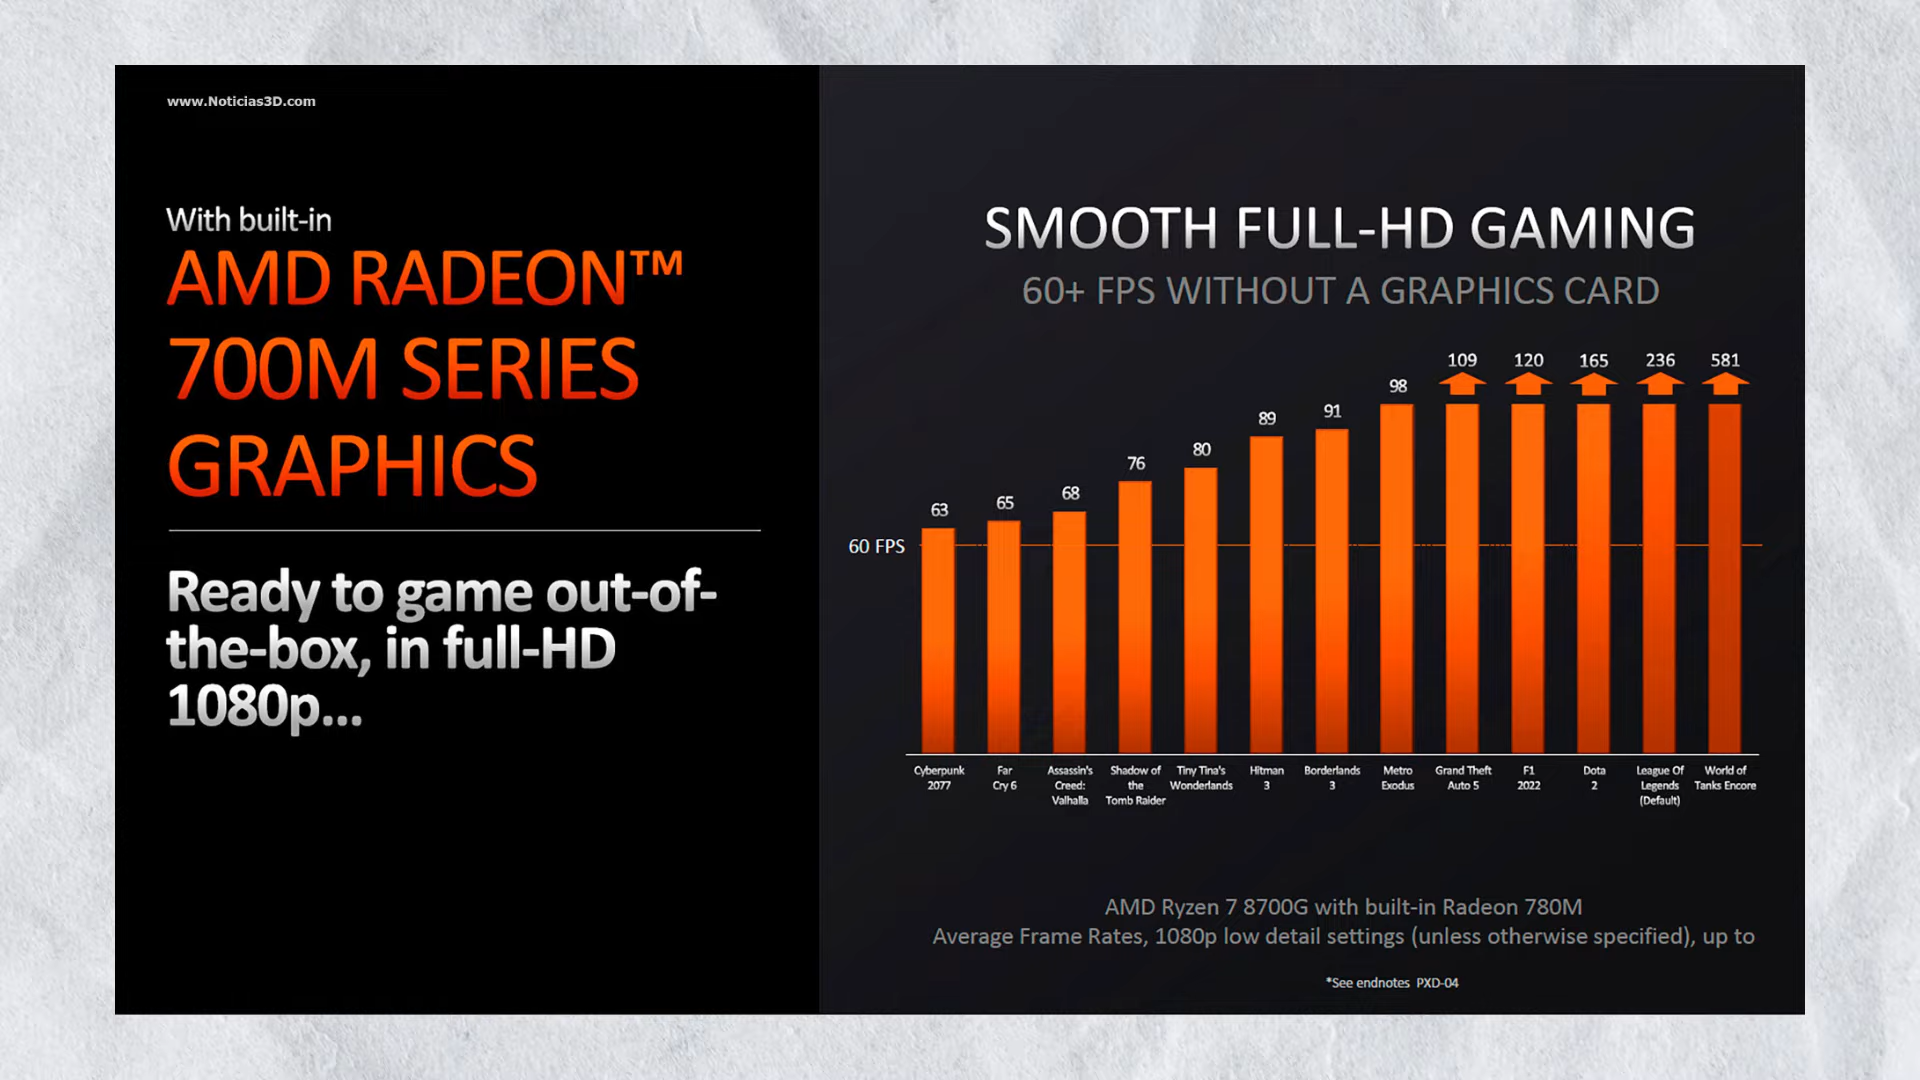 www.Noticias3D.com
With built-in
AMD RADEON™
700M SERIES
GRAPHICS
Ready to game out-of-
the-box, in full-HD
1080p...
SMOOTH FULL-HD GAMING
60+ FPS WITHOUT A GRAPHICS CARD
109 120 165 236 581
98
91
89
80
76
68
65
63
60 FPS
Cyberpunk
2077
Far
Cry 6
Assassin's
Creed:
Valhalla
Shadow of
the
Tomb Raider
Tiny Tina's
Wonderlands
Hitman
3
Borderlands
3
Metro
Exodus
Grand Theft
Auto 5
F1
2022
Dota
2
League Of
Legends
(Default)
World of
Tanks Encore
AMD Ryzen 7 8700G with built-in Radeon 780M
Average Frame Rates, 1080p low detail settings (unless otherwise specified), up to
*See endnotes PXD-04